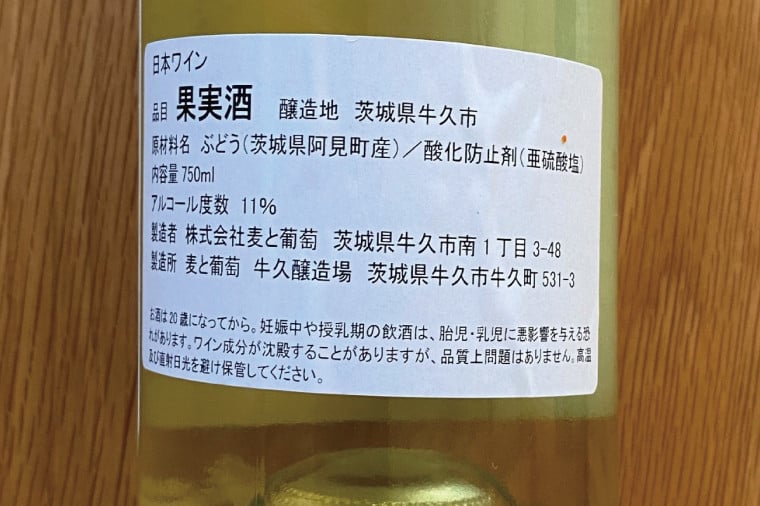 日本ワイン
品目 果実酒 醸造地 茨城県牛久市
原材料名 ぶどう(茨城県阿見町産)/酸化防止剤(亜硫酸塩)
内容量750ml
アルコール度数 11%
製造者 株式会社麦と葡萄 茨城県牛久市南1丁目3-48
製造所 麦と葡萄 牛久醸造場 茨城県牛久市牛久町531-3
お酒は20歳になってから。妊娠中や授乳期の飲酒は、胎児・乳児に悪影響を与える恐
れがあります。ワイン成分が沈殿することがありますが、品質上問題はありません。高温
及び直射日光を避け保管してください。